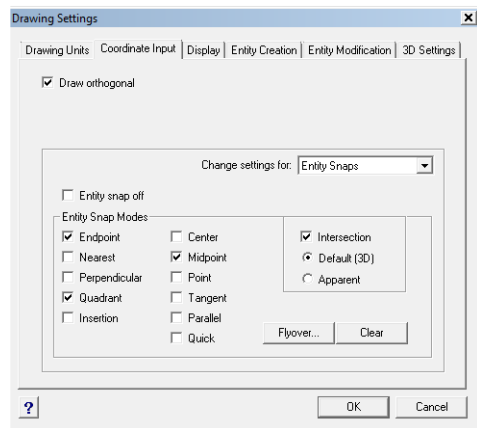 Drawing Settings
Drawing Units Coordinate Input Display Entity Creation Entity Modification 3D Settings
Draw orthogonal
Change settings for: Entity Snaps
Entity snap off
Entity Snap Modes
Endpoint Center Intersection
Nearest Midpoint Default (3D)
Perpendicular Point Apparent
Quadrant Tangent
Insertion Parallel
Quick Flyover... Clear
? OK Cancel